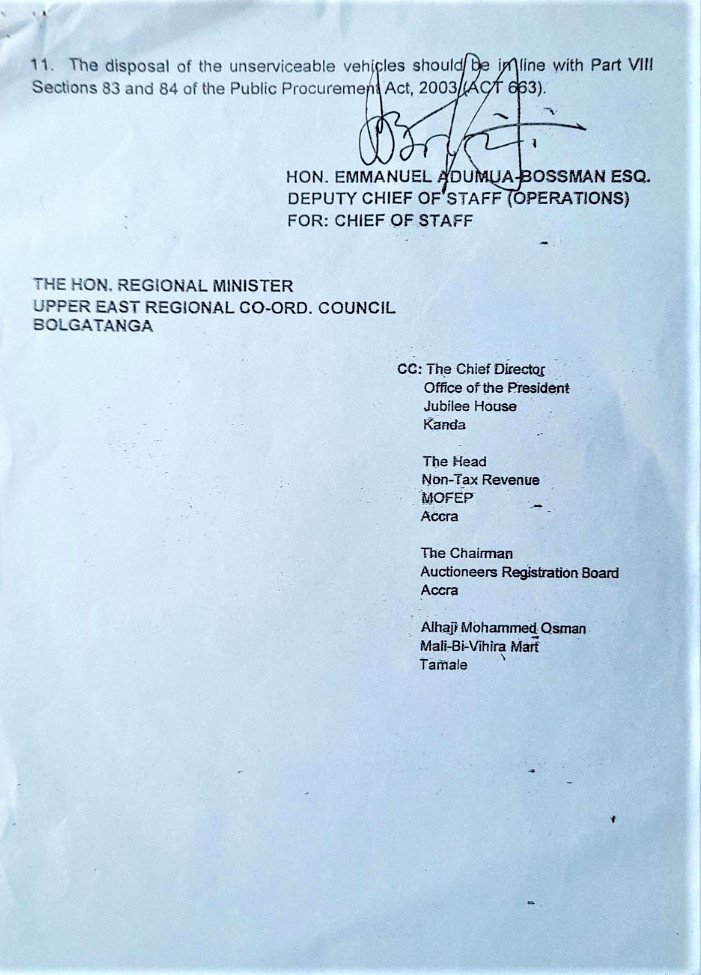 11. The disposal of the unserviceable vehicles should be in line with Part VIII
Sections 83 and 84 of the Public Procurement Act, 2003 (ACT 663).
HON. EMMANUEL ADUMUA-BOSSMAN ESQ.
DEPUTY CHIEF OF STAFF (OPERATIONS)
FOR: CHIEF OF STAFF
THE HON. REGIONAL MINISTER
UPPER EAST REGIONAL CO-ORD. COUNCIL
BOLGATANGA
CC: The Chief Director
Office of the President
Jubilee House
Kanda
The Head
Non-Tax Revenue
MOFEP
Accra
The Chairman
Auctioneers Registration Board
Accra
Alhaji Mohammed Osman
Mali-Bi-Vihira Mart
Tamale